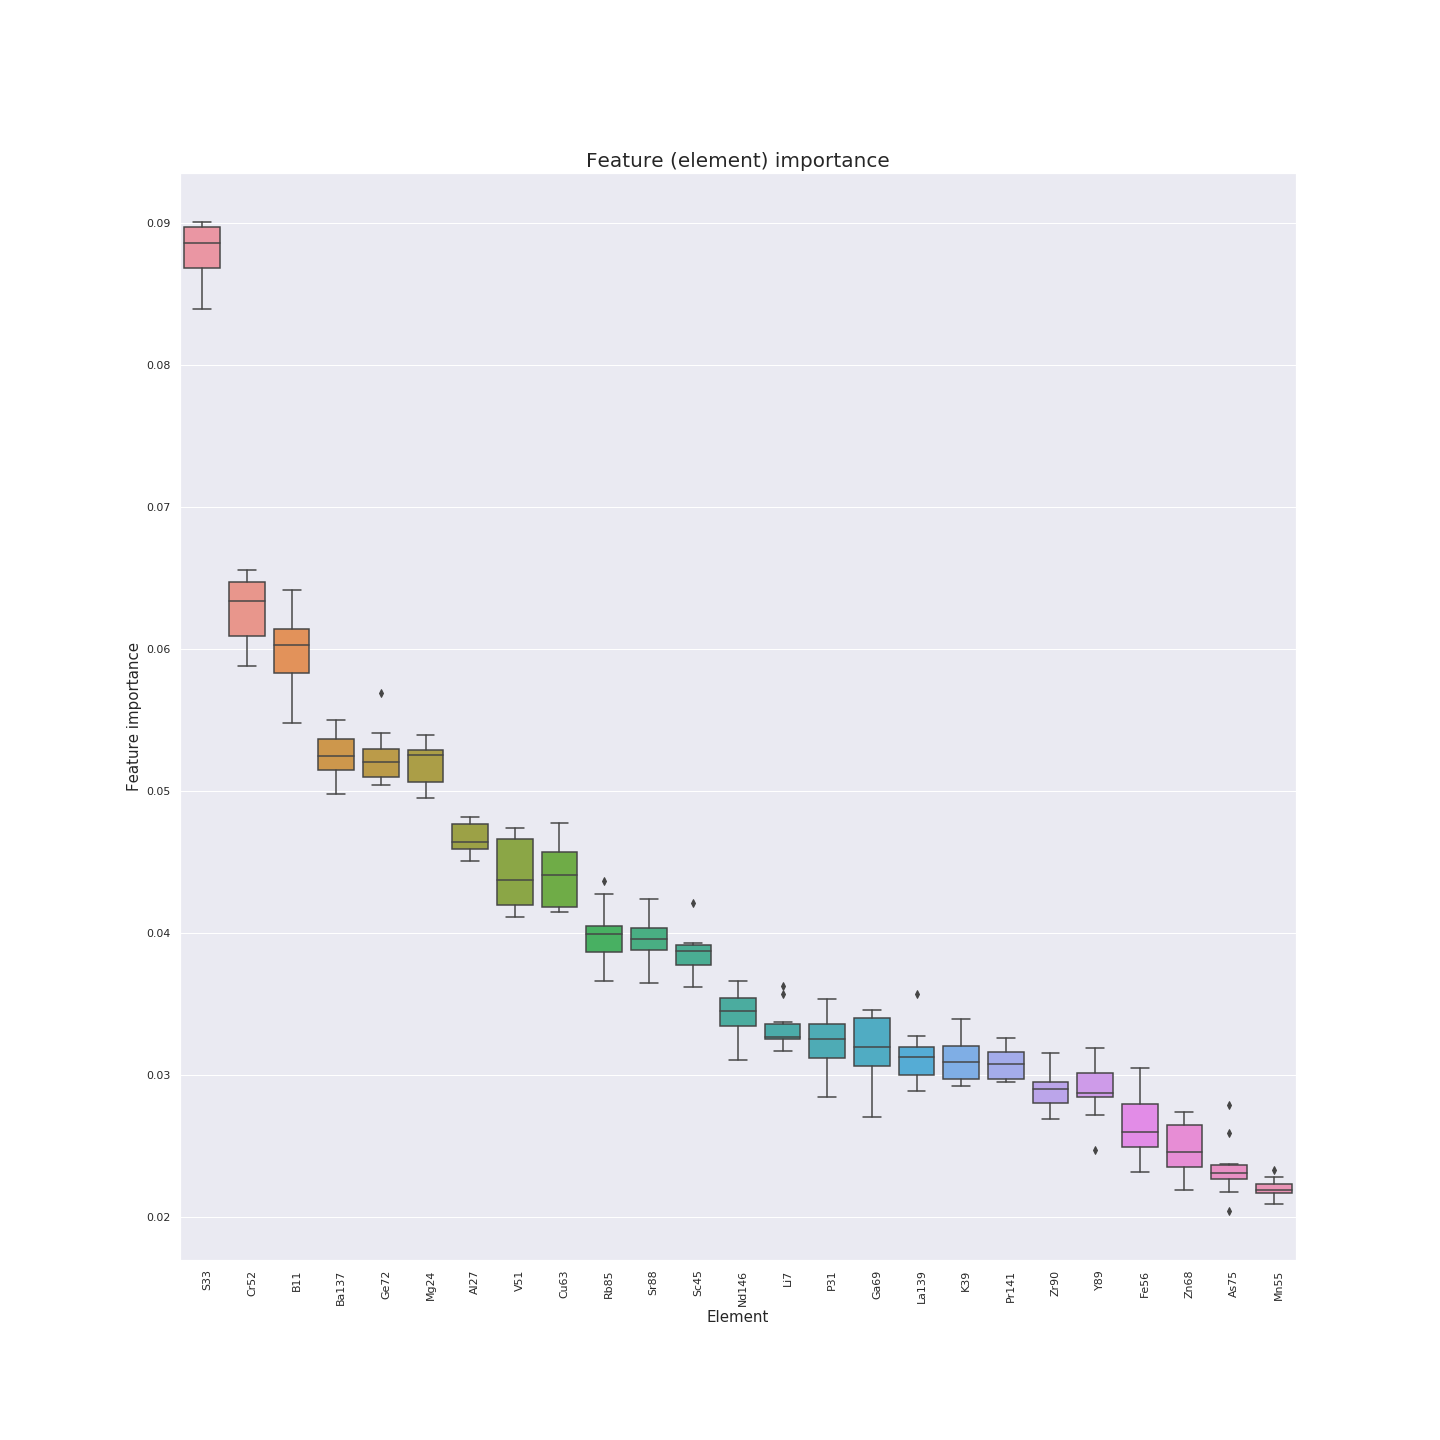 Feature (element) importance
0.09
0.08
0.07
0.06
0.05
0.04
0.03
0.02
Feature importance
S33
Cr52
B11
Ba137
Ge72
Mg24
Al27
V51
Cu63
Rb85
Sr88
Sc45
Nd146
Li7
P31
Ga69
La139
K39
Pr141
Zr90
Y89
Fe56
Zn68
As75
Mn55
Element